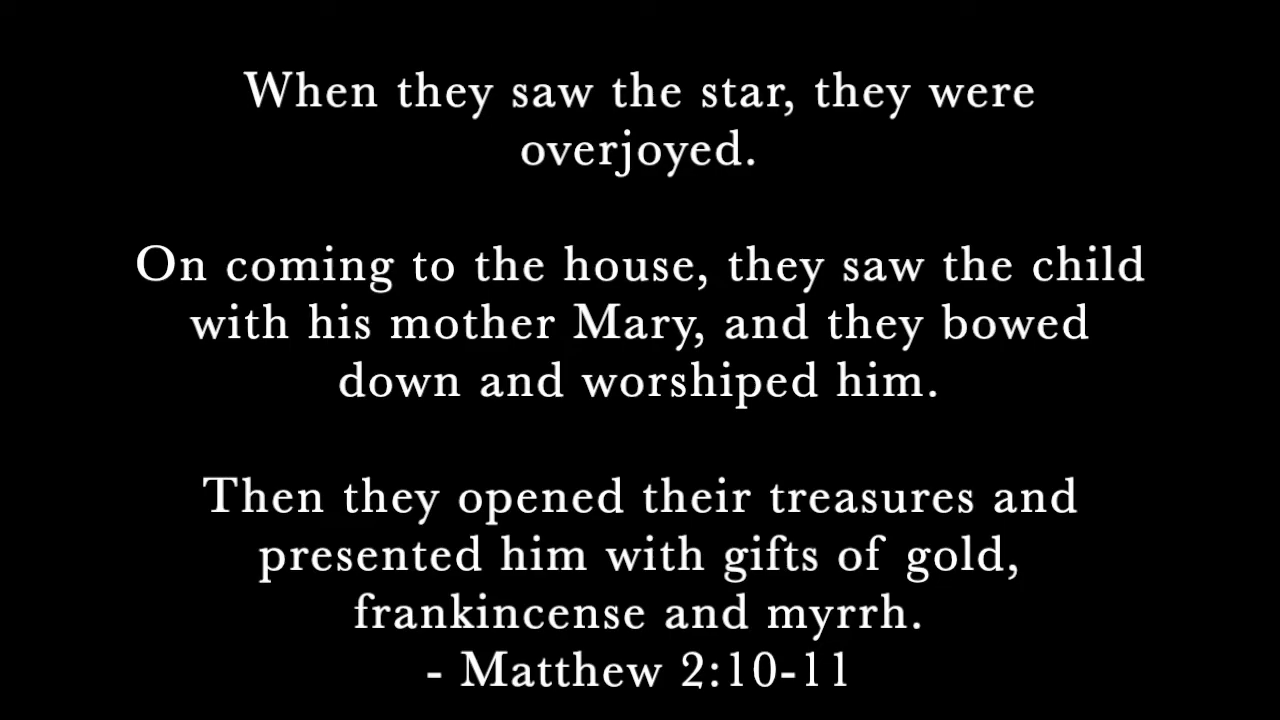 When they saw the star, they were
overjoyed.
On coming to the house, they saw the child
with his mother Mary, and they bowed
down and worshiped him.
Then they opened their treasures and
presented him with gifts of gold,
frankincense and myrrh.
- Matthew 2:10-11